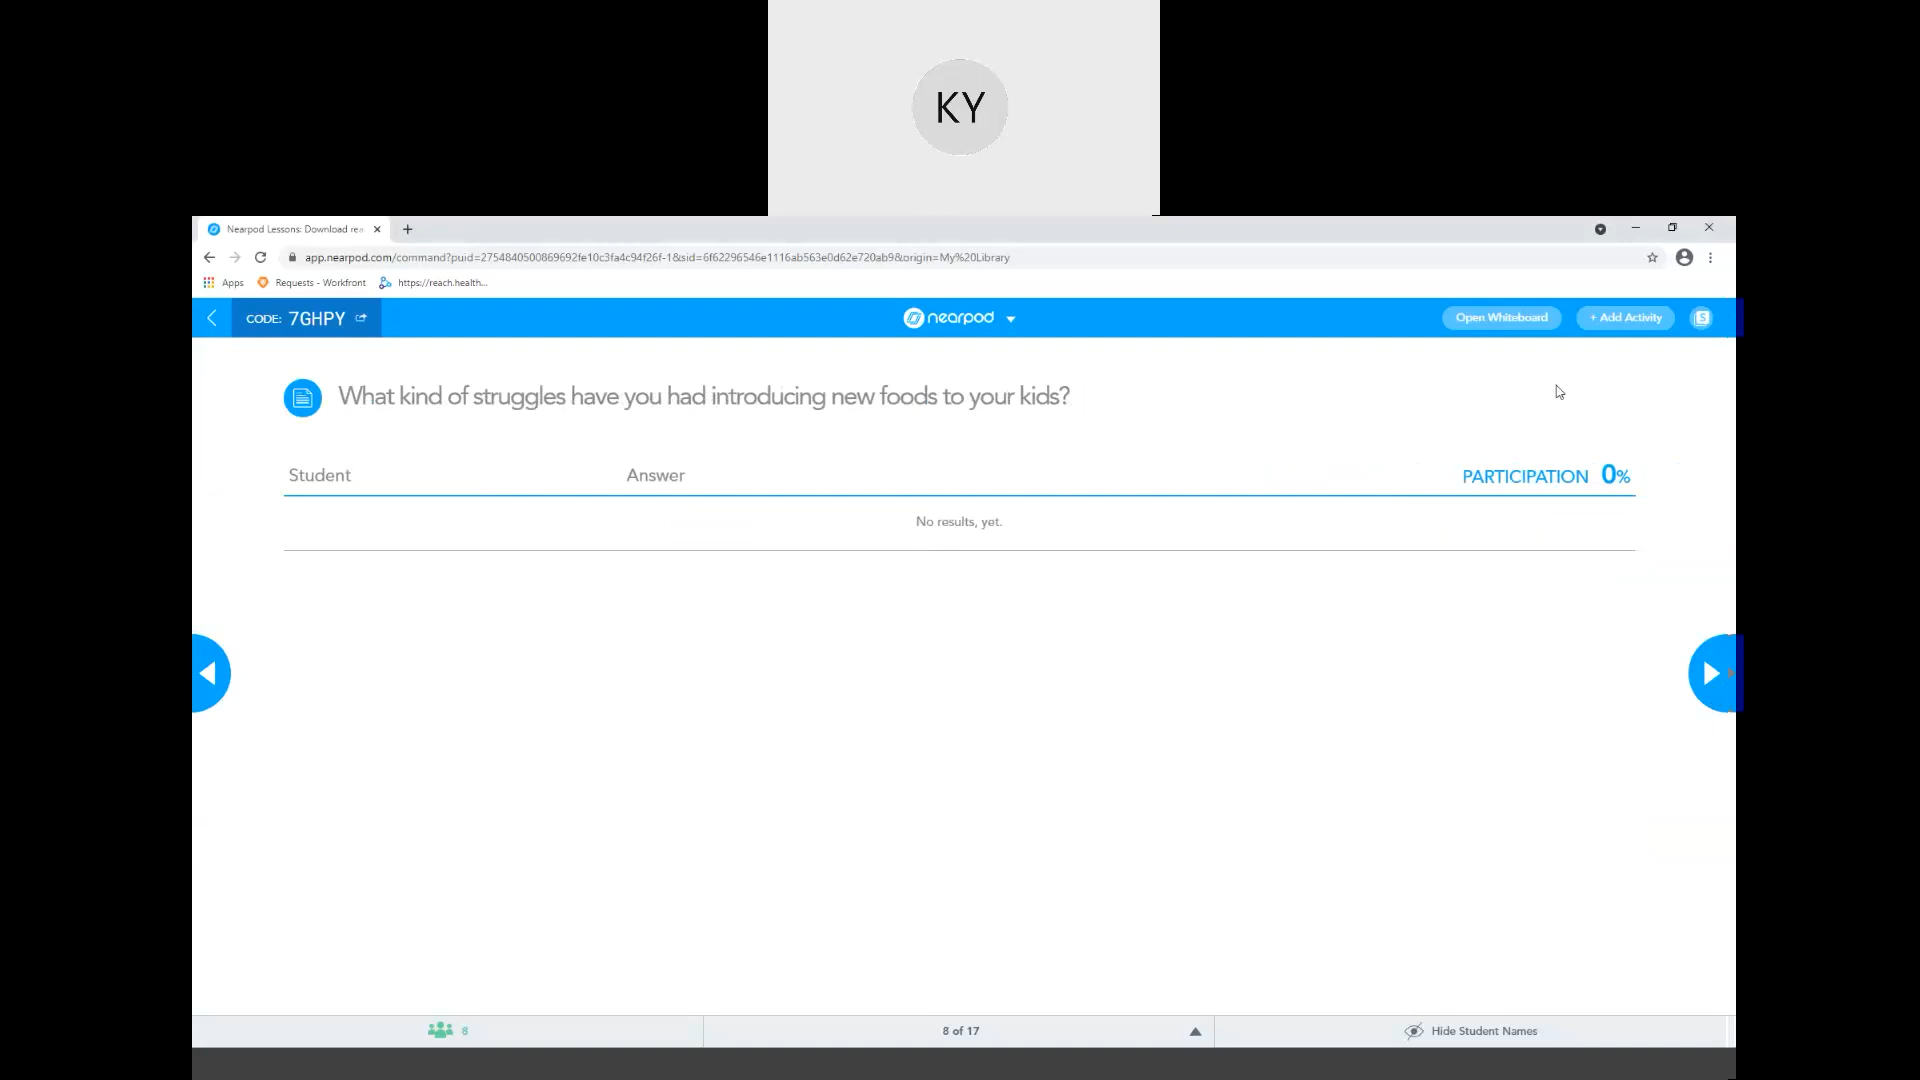 KY
Nearpod Lessons: Download rea
app.nearpod.com/command?puid=2754840500869692fe10c3fa4c94f26f-1&sid=6f62296546e1116ab563e0d62e720ab9&origin=My%20Library
Apps Requests - Workfront https://reach.health...
CODE: 7GHPY nearpod Open Whiteboard + Add Activity S
What kind of struggles have you had introducing new foods to your kids?
Student Answer PARTICIPATION 0%
No results, yet.
8 8 of 17 Hide Student Names